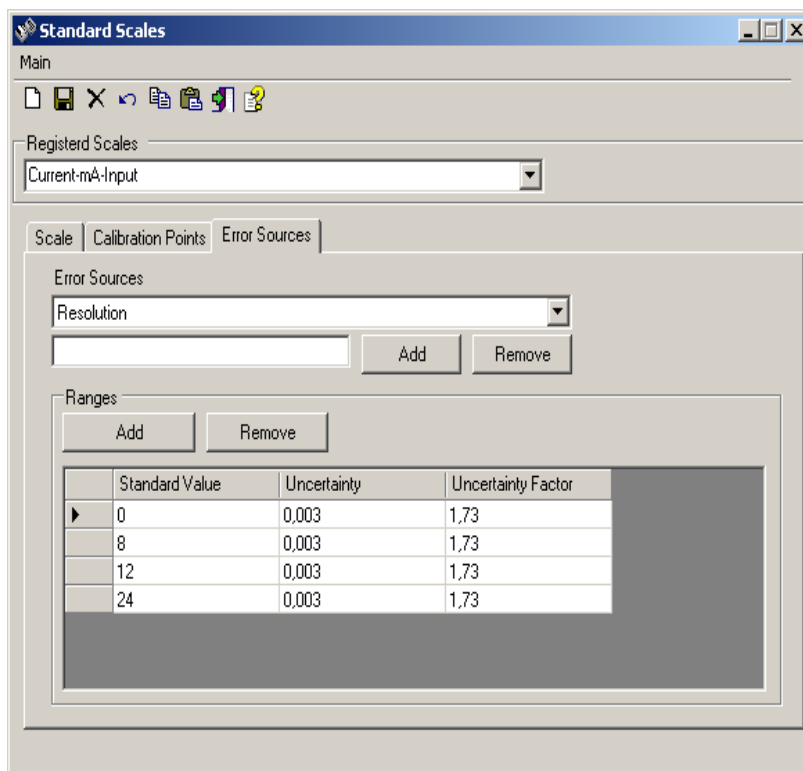 Standard Scales
Main
Registerd Scales
Current-mA-Input
Scale Calibration Points Error Sources
Error Sources
Resolution
Add Remove
Ranges
Add Remove
Standard Value Uncertainty Uncertainty Factor
0 0,003 1,73
8 0,003 1,73
12 0,003 1,73
24 0,003 1,73